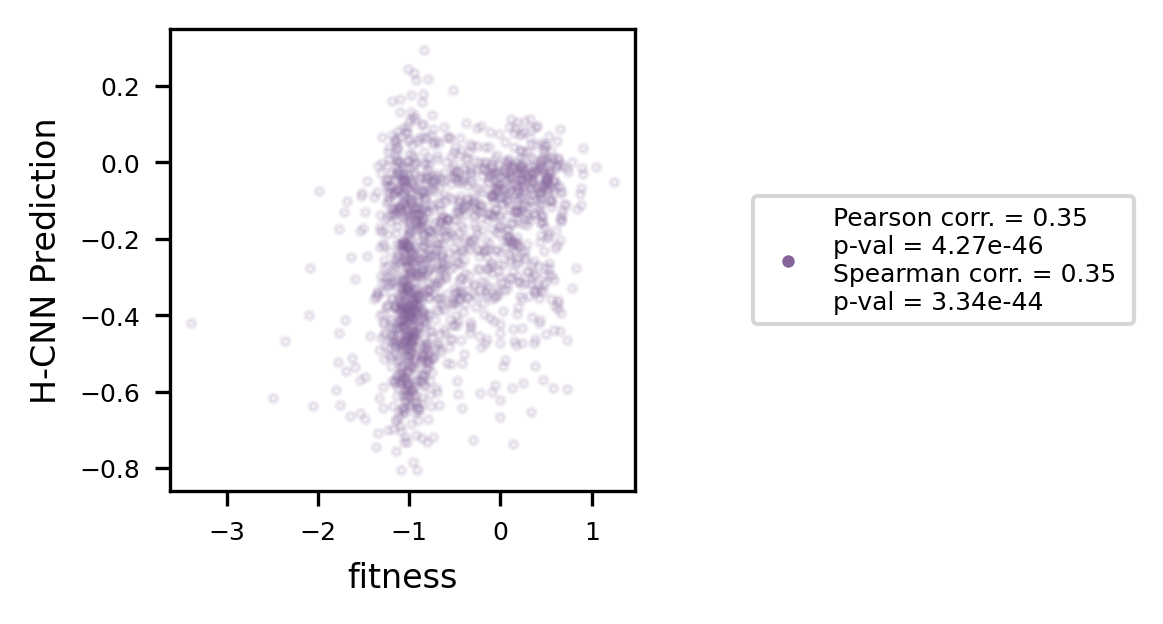 H-CNN Prediction
0.2
0.0
−0.2
−0.4
−0.6
−0.8
−3
−2
−1
0
1
fitness
Pearson corr. = 0.35
p-val = 4.27e-46
Spearman corr. = 0.35
p-val = 3.34e-44